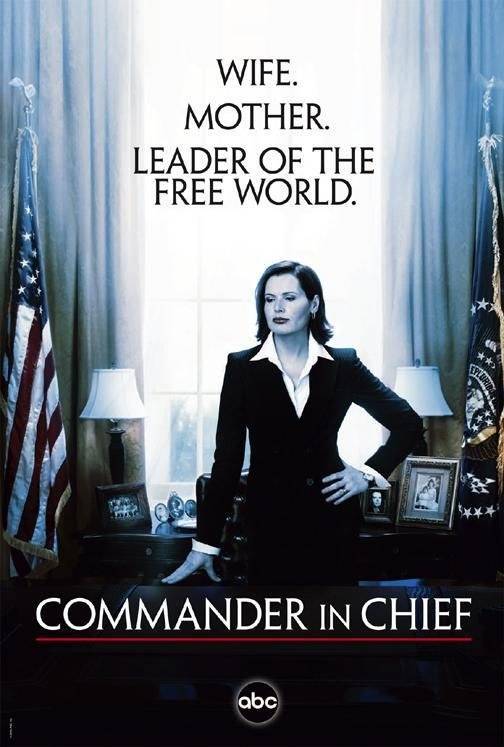 WIFE.
MOTHER.
LEADER OF THE
FREE WORLD.
COMMANDER IN CHIEF
abc